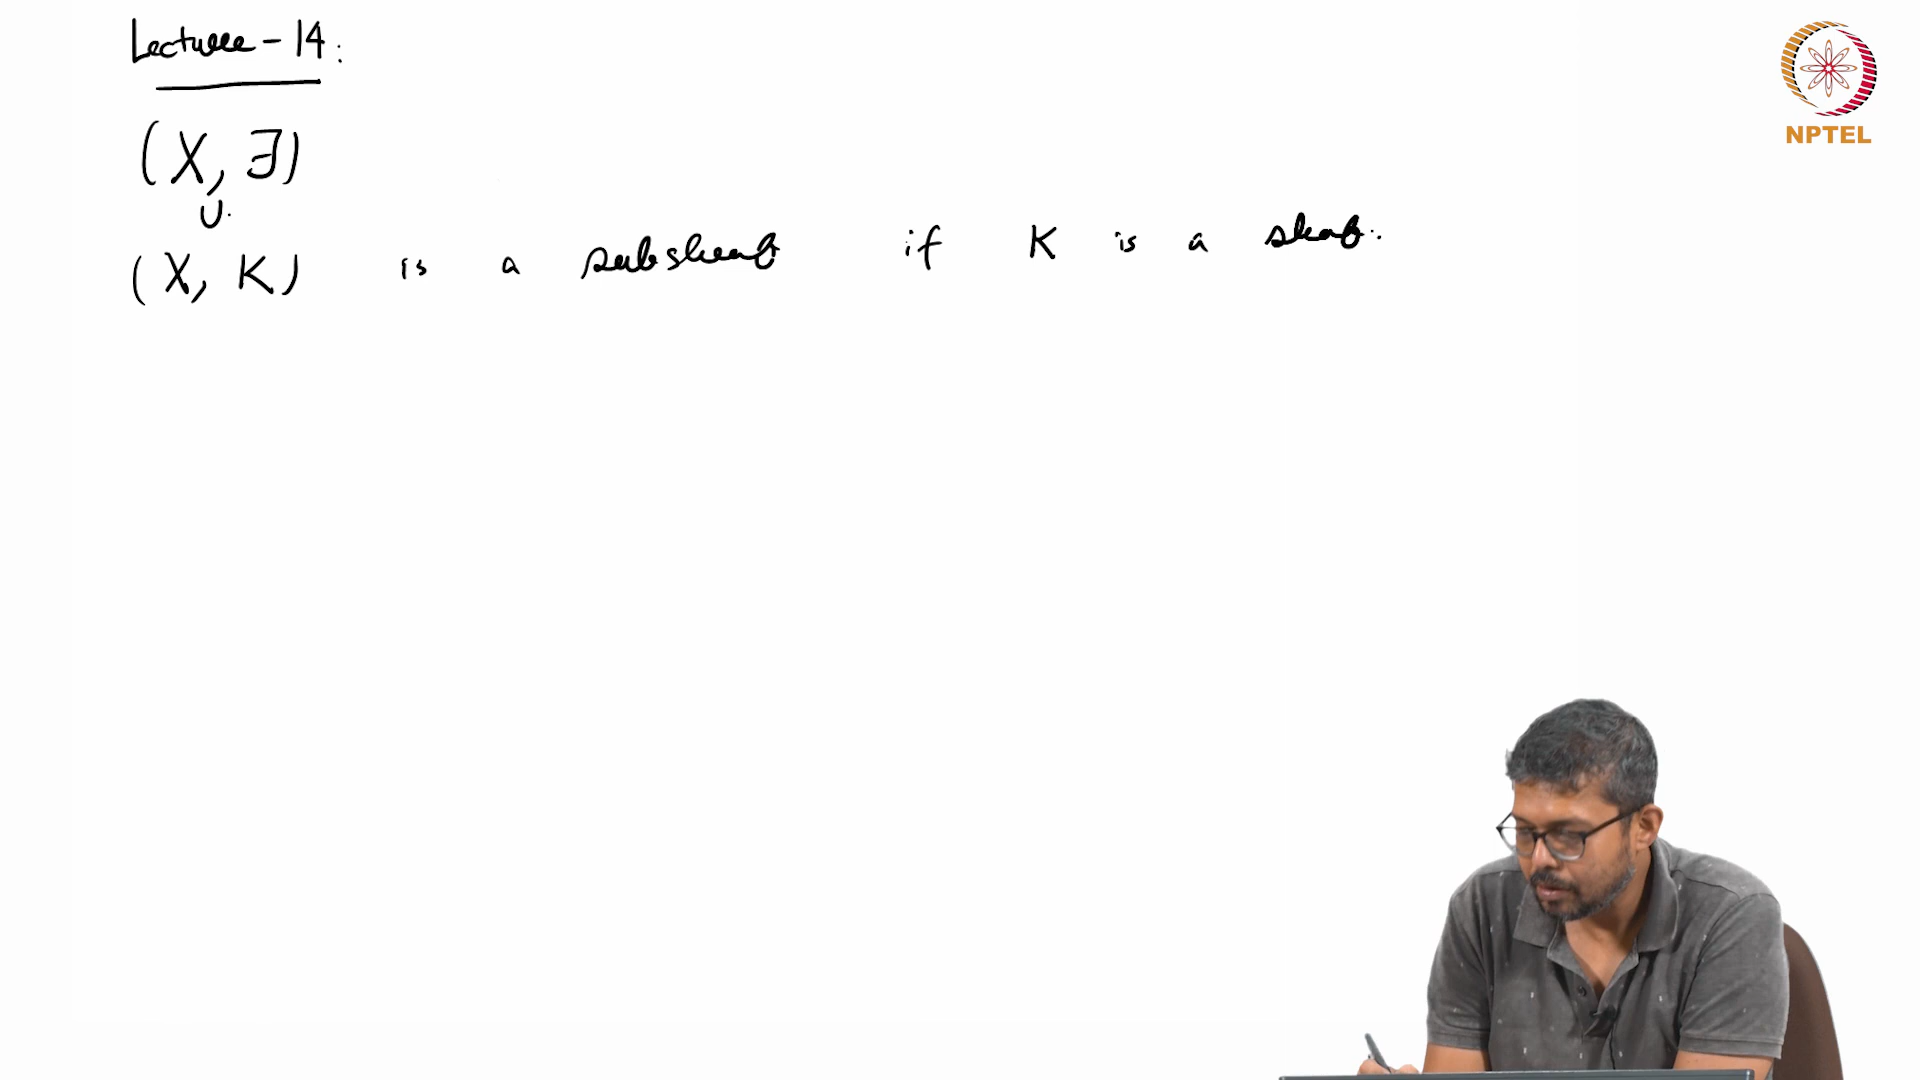 Lecture - 14:
(X, ℱ)
∪.
(X, K) is a subsheaf if K is a sheaf.
NPTEL